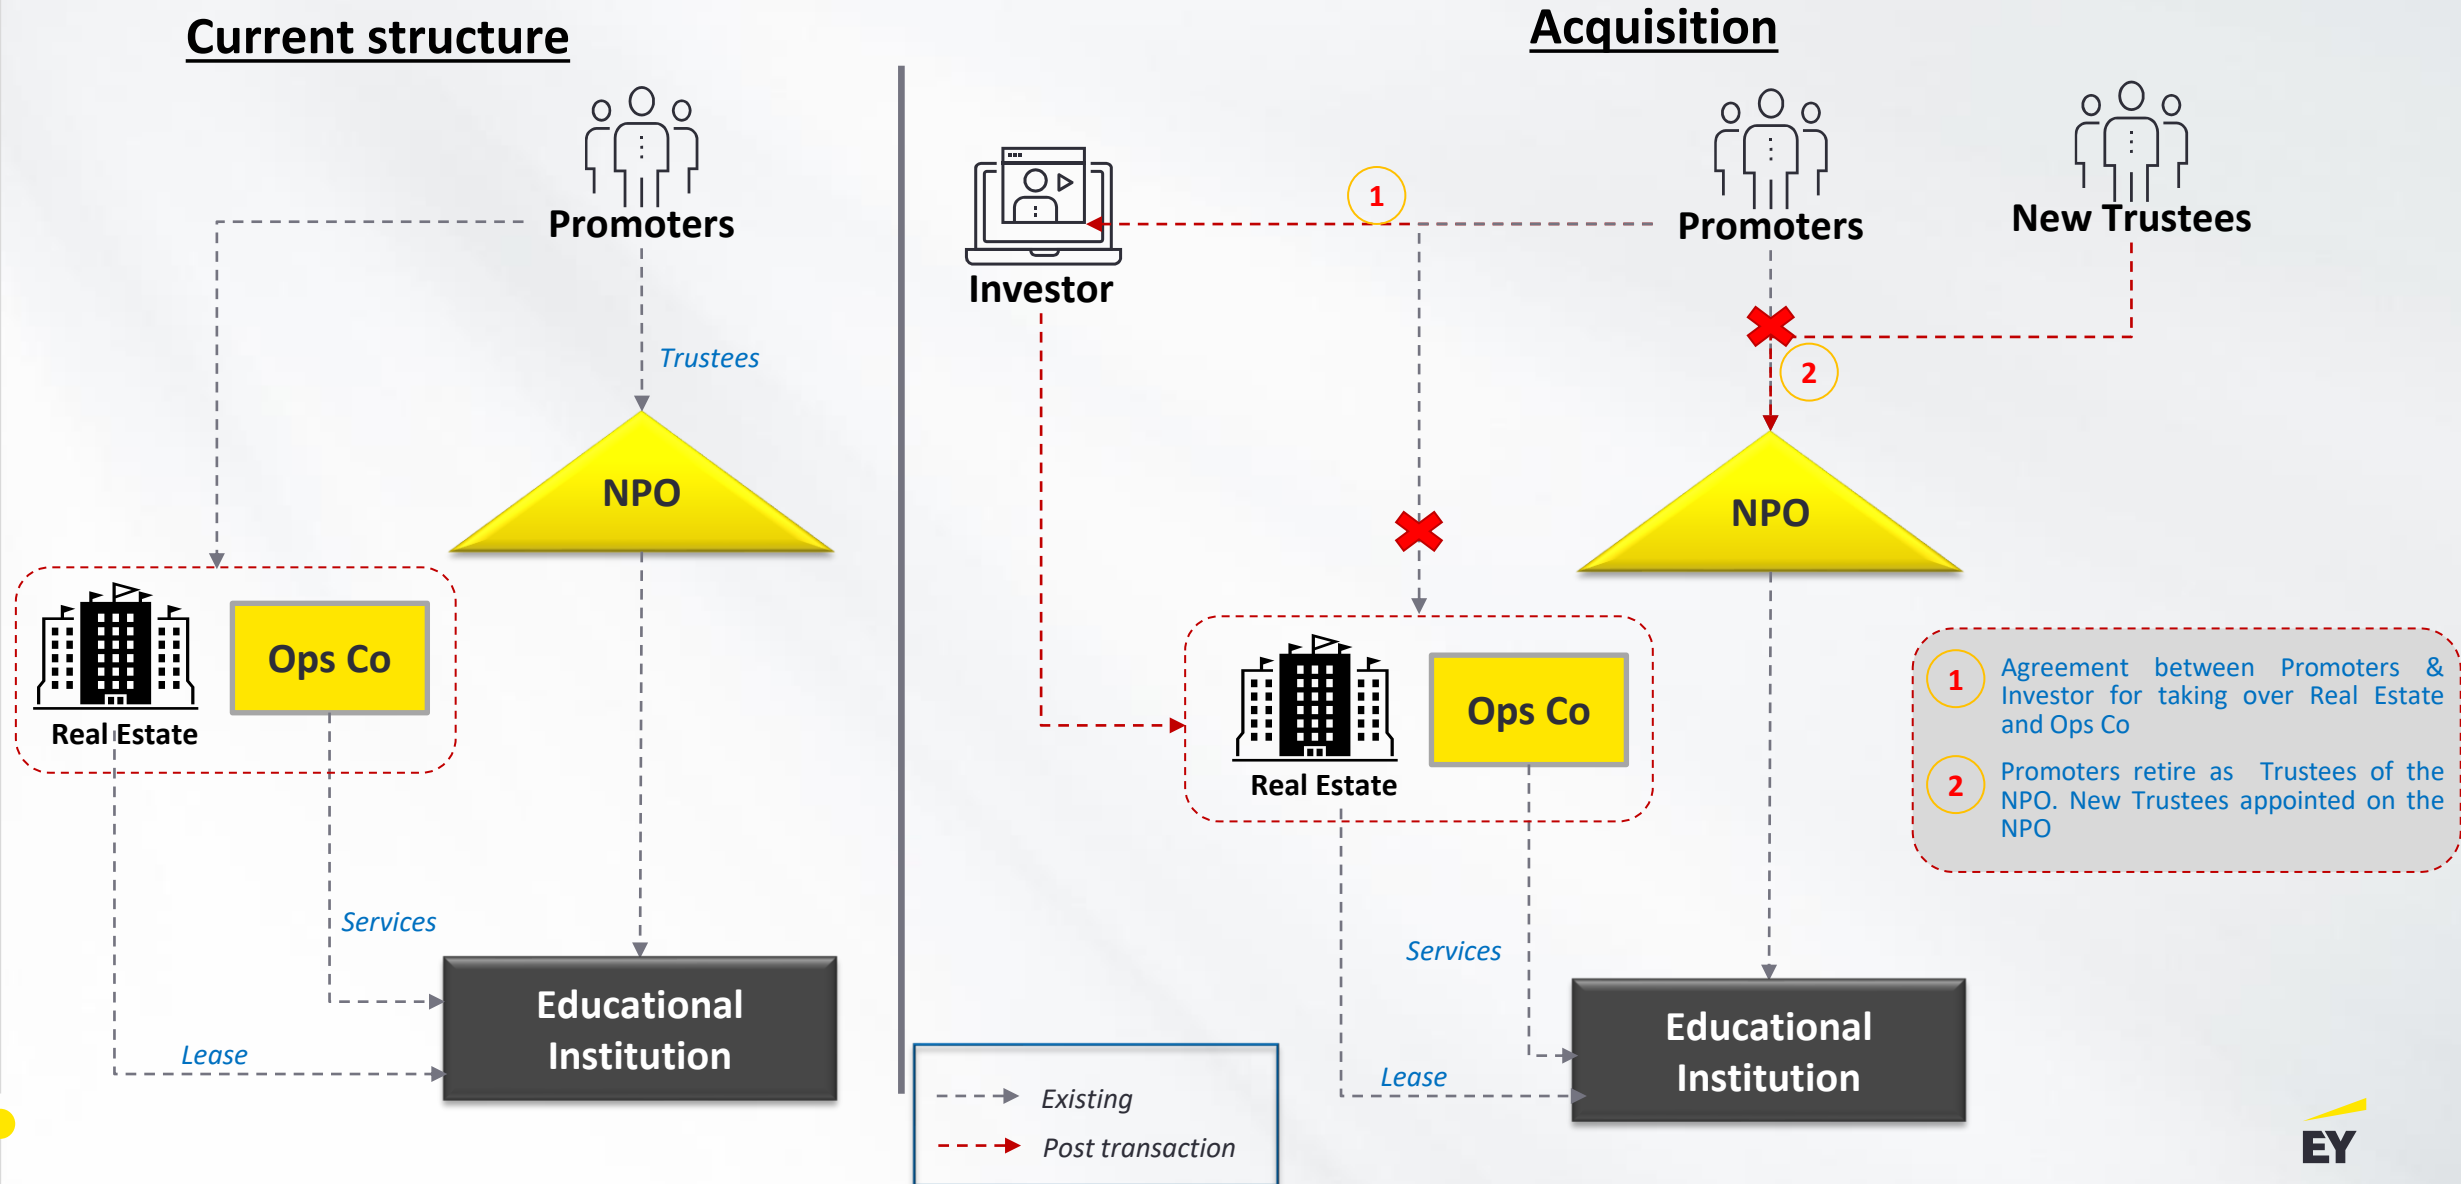 Current structure
Promoters
Trustees
NPO
Ops Co
Real Estate
Services
Lease
Educational
Institution
Acquisition
1
Promoters
New Trustees
Investor
2
NPO
Ops Co
Real Estate
Services
Lease
Educational
Institution
1
Agreement between Promoters &
Investor for taking over Real Estate
and Ops Co
2
Promoters retire as Trustees of the
NPO. New Trustees appointed on the
NPO
Existing
Post transaction
EY